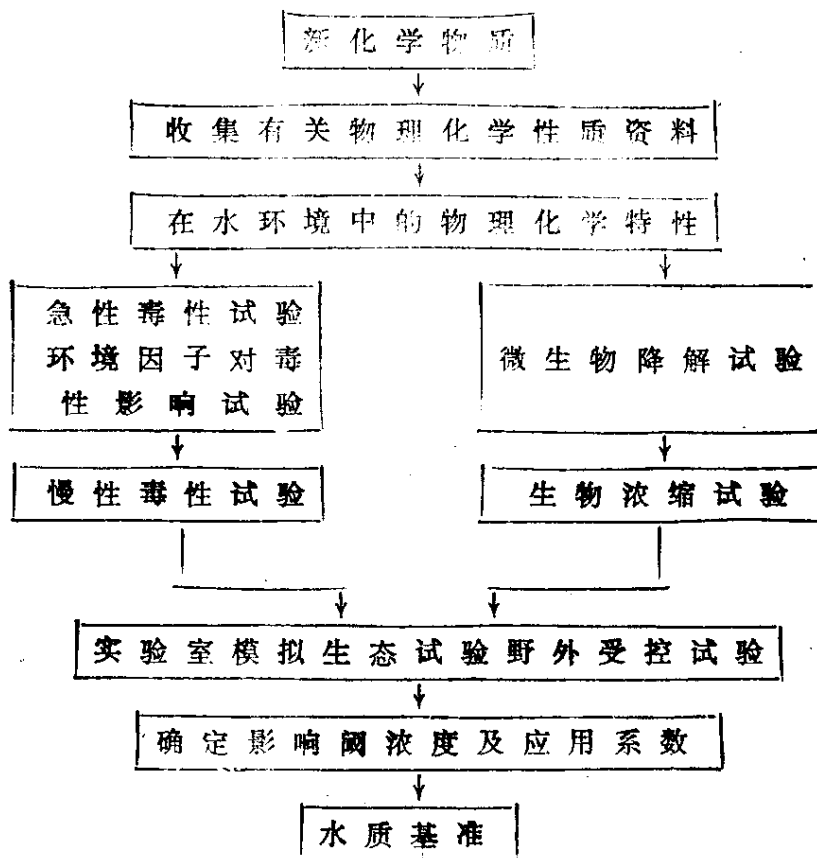 新化学物质
收集有关物理化学性质资料
在水环境中的物理化学特性
急性毒性试验
环境因子对毒
性影响试验
微生物降解试验
慢性毒性试验
生物浓缩试验
实验室模拟生态试验野外受控试验
确定影响阈浓度及应用系数
水质基准